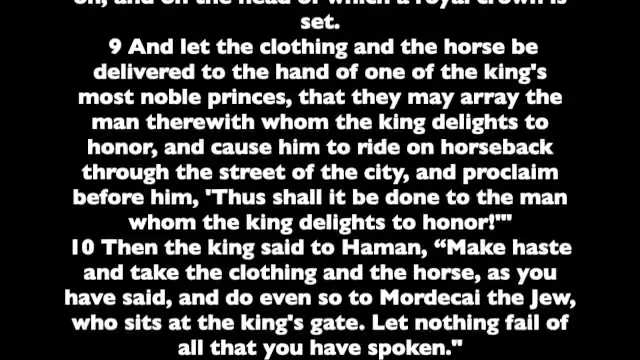 on, and on the head of which a royal crown is
set.
9 And let the clothing and the horse be
delivered to the hand of one of the king's
most noble princes, that they may array the
man therewith whom the king delights to
honor, and cause him to ride on horseback
through the street of the city, and proclaim
before him, 'Thus shall it be done to the man
whom the king delights to honor!'"
10 Then the king said to Haman, “Make haste
and take the clothing and the horse, as you
have said, and do even so to Mordecai the Jew,
who sits at the king's gate. Let nothing fail of
all that you have spoken."